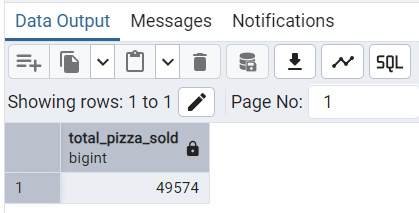 Data Output Messages Notifications
SQL
Showing rows: 1 to 1 Page No: 1
total_pizza_sold
bigint
1 49574